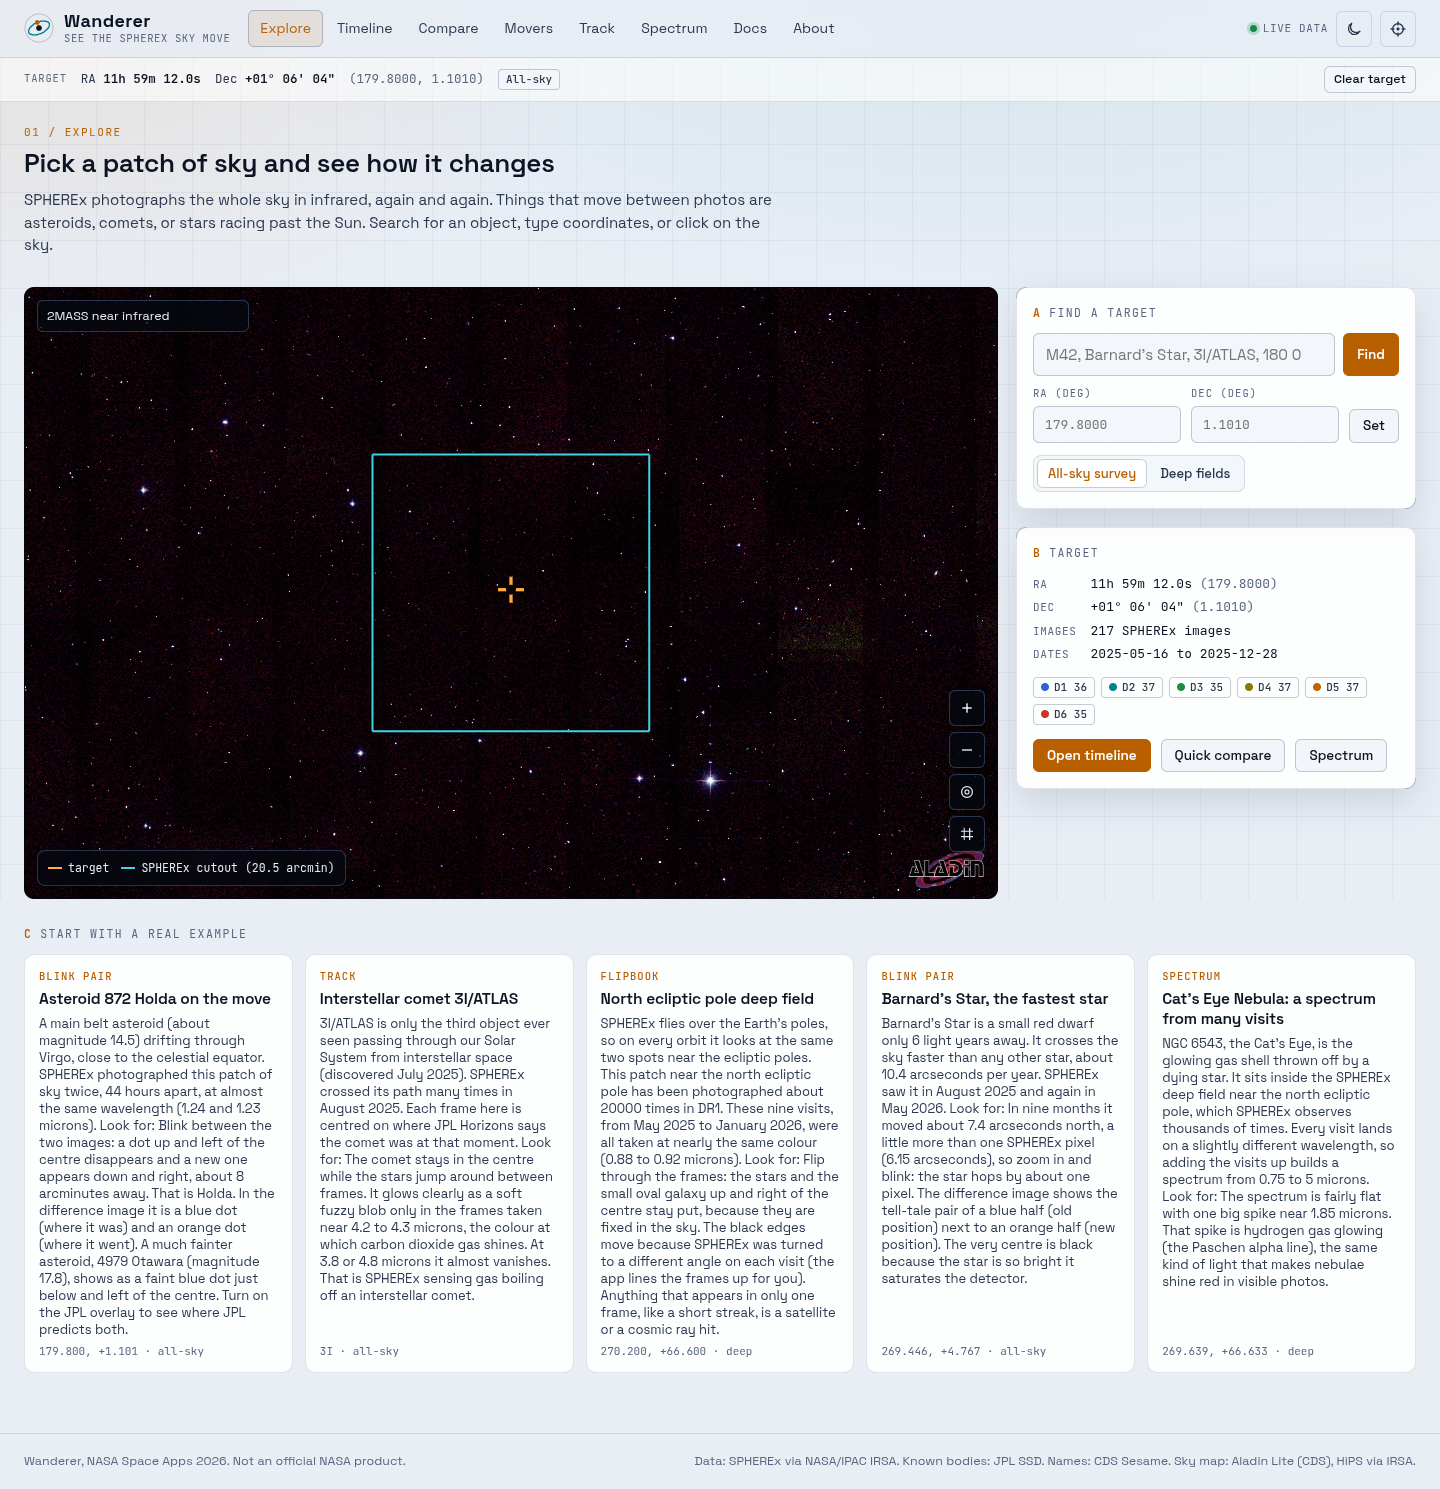 Wanderer
SEE THE SPHEREX SKY MOVE
Explore
Timeline
Compare
Movers
Track
Spectrum
Docs
About
LIVE DATA
TARGET RA 11h 59m 12.0s Dec +01° 06' 04" (179.8000, 1.1010) All-sky
Clear target
01 / EXPLORE
Pick a patch of sky and see how it changes
SPHEREx photographs the whole sky in infrared, again and again. Things that move between photos are
asteroids, comets, or stars racing past the Sun. Search for an object, type coordinates, or click on the
sky.
2MASS near infrared
target SPHEREx cutout (20.5 arcmin)
ALADiN
A FIND A TARGET
M42, Barnard's Star, 3I/ATLAS, 180 0
Find
RA (DEG) DEC (DEG)
179.8000 1.1010 Set
All-sky survey Deep fields
B TARGET
RA 11h 59m 12.0s (179.8000)
DEC +01° 06' 04" (1.1010)
IMAGES 217 SPHEREx images
DATES 2025-05-16 to 2025-12-28
D1 36 D2 37 D3 35 D4 37 D5 37
D6 35
Open timeline Quick compare Spectrum
C START WITH A REAL EXAMPLE
BLINK PAIR
Asteroid 872 Holda on the move
A main belt asteroid (about
magnitude 14.5) drifting through
Virgo, close to the celestial equator.
SPHEREx photographed this patch of
sky twice, 44 hours apart, at almost
the same wavelength (1.24 and 1.23
microns). Look for: Blink between the
two images: a dot up and left of the
centre disappears and a new one
appears down and right, about 8
arcminutes away. That is Holda. In the
difference image it is a blue dot
(where it was) and an orange dot
(where it went). A much fainter
asteroid, 4979 Otawara (magnitude
17.8), shows as a faint blue dot just
below and left of the centre. Turn on
the JPL overlay to see where JPL
predicts both.
179.800, +1.101 · all-sky
TRACK
Interstellar comet 3I/ATLAS
3I/ATLAS is only the third object ever
seen passing through our Solar
System from interstellar space
(discovered July 2025). SPHEREx
crossed its path many times in
August 2025. Each frame here is
centred on where JPL Horizons says
the comet was at that moment. Look
for: The comet stays in the centre
while the stars jump around between
frames. It glows clearly as a soft
fuzzy blob only in the frames taken
near 4.2 to 4.3 microns, the colour at
which carbon dioxide gas shines. At
3.8 or 4.8 microns it almost vanishes.
That is SPHEREx sensing gas boiling
off an interstellar comet.
3I · all-sky
FLIPBOOK
North ecliptic pole deep field
SPHEREx flies over the Earth's poles,
so on every orbit it looks at the same
two spots near the ecliptic poles.
This patch near the north ecliptic
pole has been photographed about
20000 times in DR1. These nine visits,
from May 2025 to January 2026, were
all taken at nearly the same colour
(0.88 to 0.92 microns). Look for: Flip
through the frames: the stars and the
small oval galaxy up and right of the
centre stay put, because they are
fixed in the sky. The black edges
move because SPHEREx was turned
to a different angle on each visit (the
app lines the frames up for you).
Anything that appears in only one
frame, like a short streak, is a satellite
or a cosmic ray hit.
270.200, +66.600 · deep
BLINK PAIR
Barnard's Star, the fastest star
Barnard's Star is a small red dwarf
only 6 light years away. It crosses the
sky faster than any other star, about
10.4 arcseconds per year. SPHEREx
saw it in August 2025 and again in
May 2026. Look for: In nine months it
moved about 7.4 arcseconds north, a
little more than one SPHEREx pixel
(6.15 arcseconds), so zoom in and
blink: the star hops by about one
pixel. The difference image shows the
tell-tale pair of a blue half (old
position) next to an orange half (new
position). The very centre is black
because the star is so bright it
saturates the detector.
269.446, +4.767 · all-sky
SPECTRUM
Cat's Eye Nebula: a spectrum
from many visits
NGC 6543, the Cat's Eye, is the
glowing gas shell thrown off by a
dying star. It sits inside the SPHEREx
deep field near the north ecliptic
pole, which SPHEREx observes
thousands of times. Every visit lands
on a slightly different wavelength, so
adding the visits up builds a
spectrum from 0.75 to 5 microns.
Look for: The spectrum is fairly flat
with one big spike near 1.85 microns.
That spike is hydrogen gas glowing
(the Paschen alpha line), the same
kind of light that makes nebulae
shine red in visible photos.
269.639, +66.633 · deep
Wanderer, NASA Space Apps 2026. Not an official NASA product.
Data: SPHEREx via NASA/IPAC IRSA. Known bodies: JPL SSD. Names: CDS Sesame. Sky map: Aladin Lite (CDS), HiPS via IRSA.